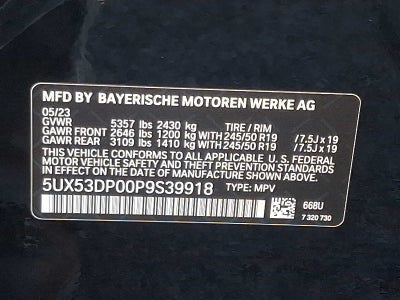 MFD BY BAYERISCHE MOTOREN WERKE AG
05/23
GVWR 5357 lbs 2430 kg TIRE / RIM
GAWR FRONT 2646 lbs 1200 kg WITH 245/50 R19 /7.5J x 19
GAWR REAR 3109 lbs 1410 kg WITH 245/50 R19 /7.5J x 19
THIS VEHICLE CONFORMS TO ALL APPLICABLE U.S. FEDERAL
MOTOR VEHICLE SAFETY, BUMPER, AND THEFT PREVENTION STANDARDS
IN EFFECT ON THE DATE OF MANUFACTURE SHOWN ABOVE.
5UX53DP00P9S39918 TYPE: MPV
668U
7 320 730